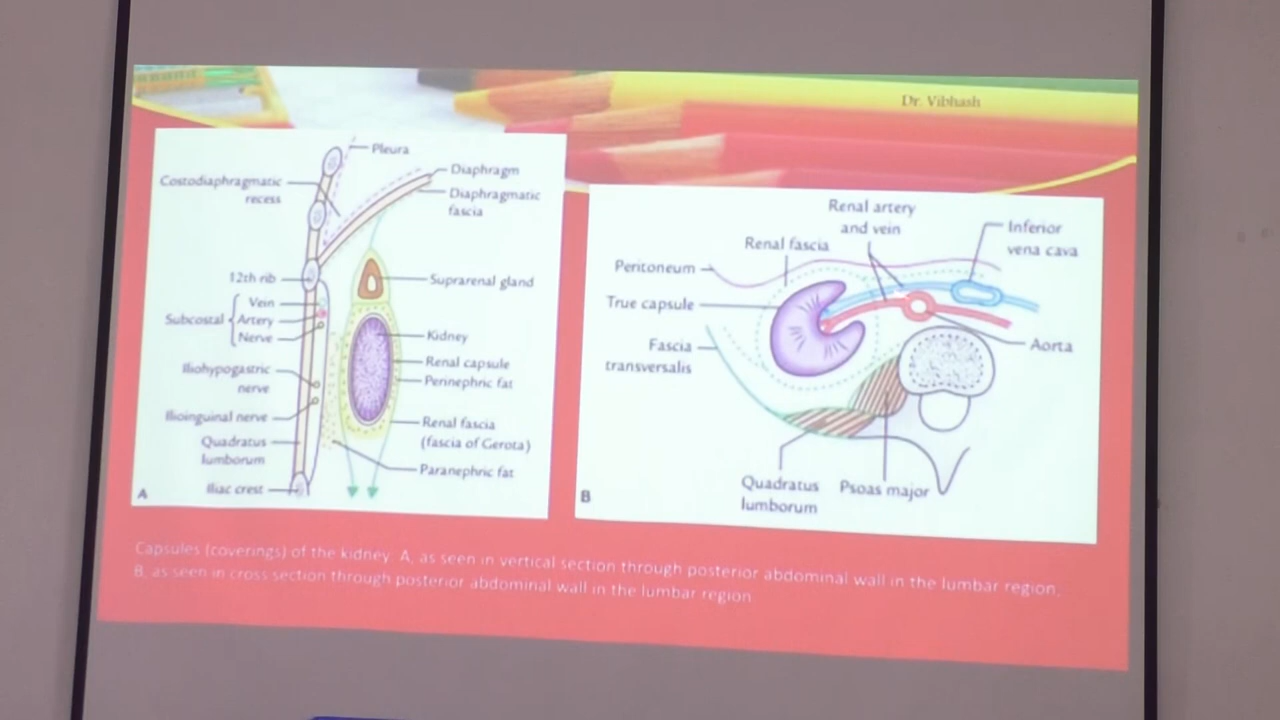 Dr. Vibhash
Pleura
Diaphragm
Costodiaphragmatic
recess
Diaphragmatic
fascia
12th rib
Suprarenal gland
Vein
Subcostal
Artery
Nerve
Kidney
Renal capsule
Iliohypogastric
nerve
Perinephric fat
Ilioinguinal nerve
Renal fascia
(fascia of Gerota)
Quadratus
lumborum
Paranephric fat
Iliac crest
A
Renal artery
and vein
Inferior
vena cava
Renal fascia
Peritoneum
True capsule
Fascia
transversalis
Aorta
Quadratus
lumborum
Psoas major
B
Capsules (coverings) of the kidney. A, as seen in vertical section through posterior abdominal wall in the lumbar region;
B, as seen in cross section through posterior abdominal wall in the lumbar region